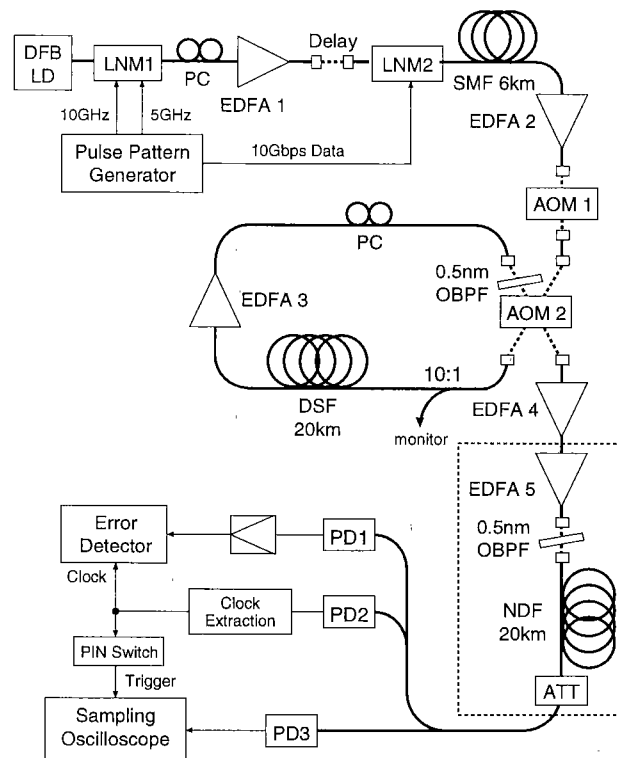 DFB
LD
LNM1
PC
EDFA 1
Delay
LNM2
SMF 6km
EDFA 2
10GHz
5GHz
Pulse Pattern
Generator
10Gbps Data
AOM 1
PC
0.5nm
OBPF
AOM 2
EDFA 3
DSF
20km
10:1
monitor
EDFA 4
EDFA 5
0.5nm
OBPF
NDF
20km
ATT
Error
Detector
PD1
Clock
Clock
Extraction
PD2
PIN Switch
Trigger
Sampling
Oscilloscope
PD3